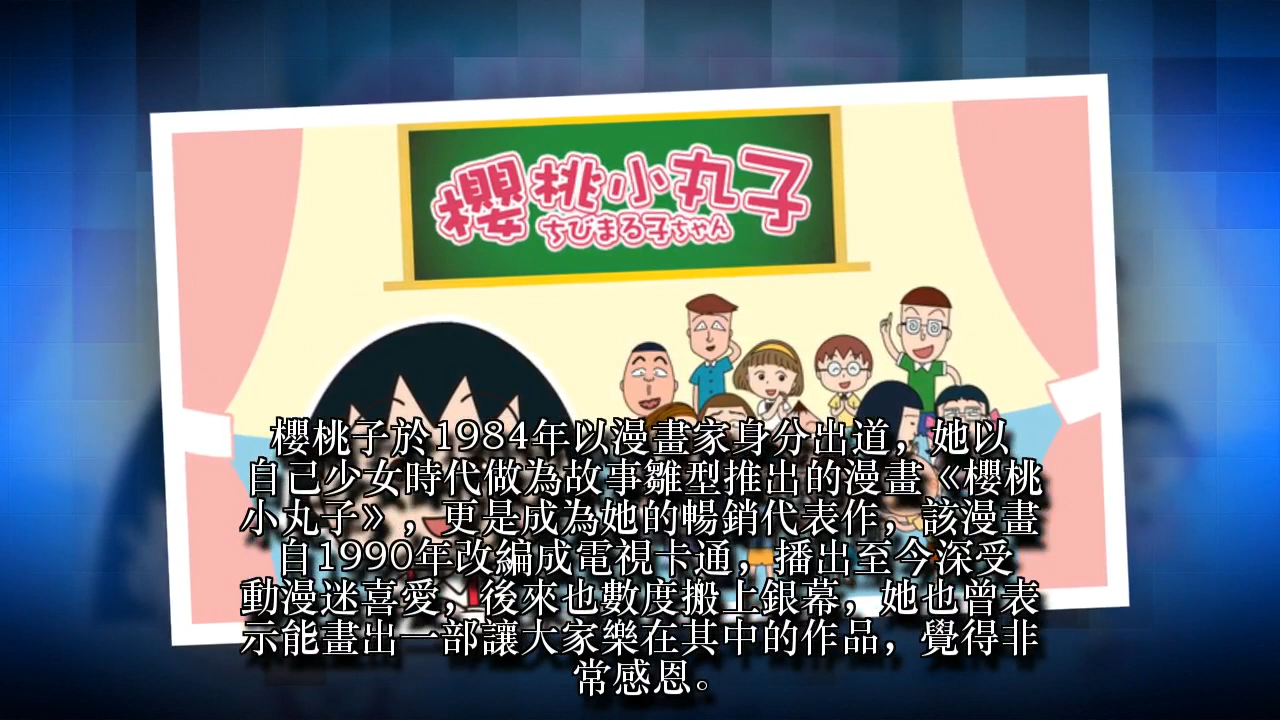 櫻桃小丸子
ちびまる子ちゃん
櫻桃子於1984年以漫畫家身分出道，她以
自己少女時代做為故事雛型推出的漫畫《櫻桃
小丸子》，更是成為她的暢銷代表作，該漫畫
自1990年改編成電視卡通，播出至今深受
動漫迷喜愛，後來也數度搬上銀幕，她也曾表
示能畫出一部讓大家樂在其中的作品，覺得非
常感恩。